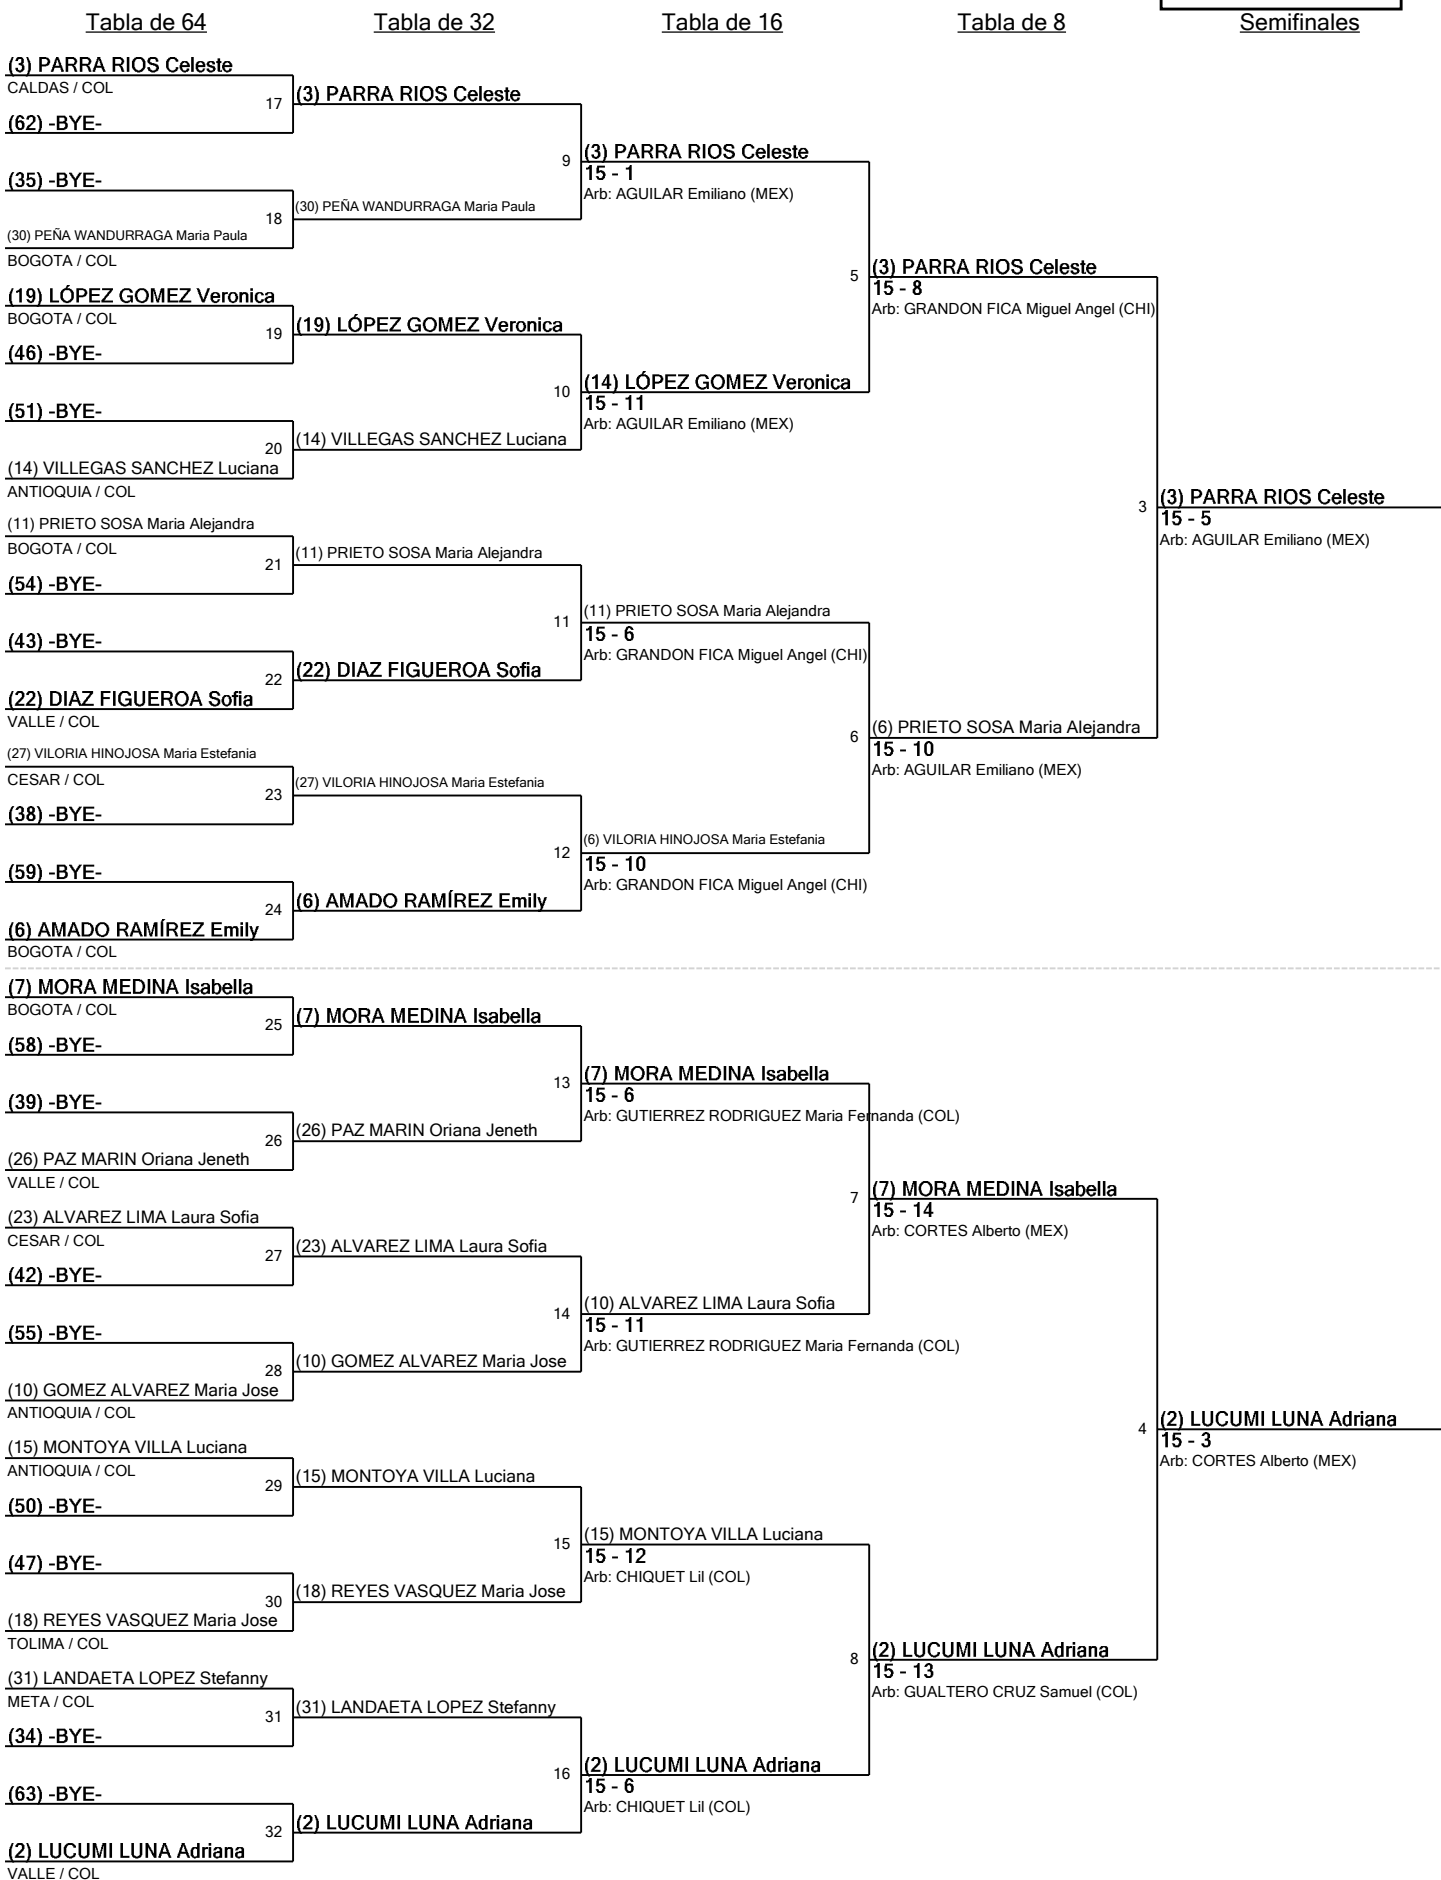 Tabla de 64
Tabla de 32
Tabla de 16
Tabla de 8
Semifinales
(3) PARRA RIOS Celeste
CALDAS / COL
17
(62) -BYE-
(35) -BYE-
18
(30) PEÑA WANDURRAGA Maria Paula
BOGOTA / COL
(19) LÓPEZ GOMEZ Veronica
BOGOTA / COL
19
(46) -BYE-
(51) -BYE-
20
(14) VILLEGAS SANCHEZ Luciana
ANTIOQUIA / COL
(11) PRIETO SOSA Maria Alejandra
BOGOTA / COL
21
(54) -BYE-
(43) -BYE-
22
(22) DIAZ FIGUEROA Sofia
VALLE / COL
(27) VILORIA HINOJOSA Maria Estefania
CESAR / COL
23
(38) -BYE-
(59) -BYE-
24
(6) AMADO RAMÍREZ Emily
BOGOTA / COL
(7) MORA MEDINA Isabella
BOGOTA / COL
25
(58) -BYE-
(39) -BYE-
26
(26) PAZ MARIN Oriana Jeneth
VALLE / COL
(23) ALVAREZ LIMA Laura Sofia
CESAR / COL
27
(42) -BYE-
(55) -BYE-
28
(10) GOMEZ ALVAREZ Maria Jose
ANTIOQUIA / COL
(15) MONTOYA VILLA Luciana
ANTIOQUIA / COL
29
(50) -BYE-
(47) -BYE-
30
(18) REYES VASQUEZ Maria Jose
TOLIMA / COL
(31) LANDAETA LOPEZ Stefanny
META / COL
31
(34) -BYE-
(63) -BYE-
32
(2) LUCUMI LUNA Adriana
VALLE / COL
(3) PARRA RIOS Celeste
9
(30) PEÑA WANDURRAGA Maria Paula
(19) LÓPEZ GOMEZ Veronica
10
(14) VILLEGAS SANCHEZ Luciana
(11) PRIETO SOSA Maria Alejandra
11
(22) DIAZ FIGUEROA Sofia
(27) VILORIA HINOJOSA Maria Estefania
12
(6) AMADO RAMÍREZ Emily
(7) MORA MEDINA Isabella
13
(26) PAZ MARIN Oriana Jeneth
(23) ALVAREZ LIMA Laura Sofia
14
(10) GOMEZ ALVAREZ Maria Jose
(15) MONTOYA VILLA Luciana
15
(18) REYES VASQUEZ Maria Jose
(31) LANDAETA LOPEZ Stefanny
16
(2) LUCUMI LUNA Adriana
(3) PARRA RIOS Celeste
15 - 1
Arb: AGUILAR Emiliano (MEX)
5
(14) LÓPEZ GOMEZ Veronica
15 - 11
Arb: AGUILAR Emiliano (MEX)
(11) PRIETO SOSA Maria Alejandra
15 - 6
Arb: GRANDON FICA Miguel Angel (CHI)
6
(6) VILORIA HINOJOSA Maria Estefania
15 - 10
Arb: GRANDON FICA Miguel Angel (CHI)
(7) MORA MEDINA Isabella
15 - 6
Arb: GUTIERREZ RODRIGUEZ Maria Fernanda (COL)
7
(10) ALVAREZ LIMA Laura Sofia
15 - 11
Arb: GUTIERREZ RODRIGUEZ Maria Fernanda (COL)
(15) MONTOYA VILLA Luciana
15 - 12
Arb: CHIQUET Lil (COL)
8
(2) LUCUMI LUNA Adriana
15 - 6
Arb: CHIQUET Lil (COL)
(3) PARRA RIOS Celeste
15 - 8
Arb: GRANDON FICA Miguel Angel (CHI)
3
(6) PRIETO SOSA Maria Alejandra
15 - 10
Arb: AGUILAR Emiliano (MEX)
(7) MORA MEDINA Isabella
15 - 14
Arb: CORTES Alberto (MEX)
4
(2) LUCUMI LUNA Adriana
15 - 13
Arb: GUALTERO CRUZ Samuel (COL)
(3) PARRA RIOS Celeste
15 - 5
Arb: AGUILAR Emiliano (MEX)
(2) LUCUMI LUNA Adriana
15 - 3
Arb: CORTES Alberto (MEX)